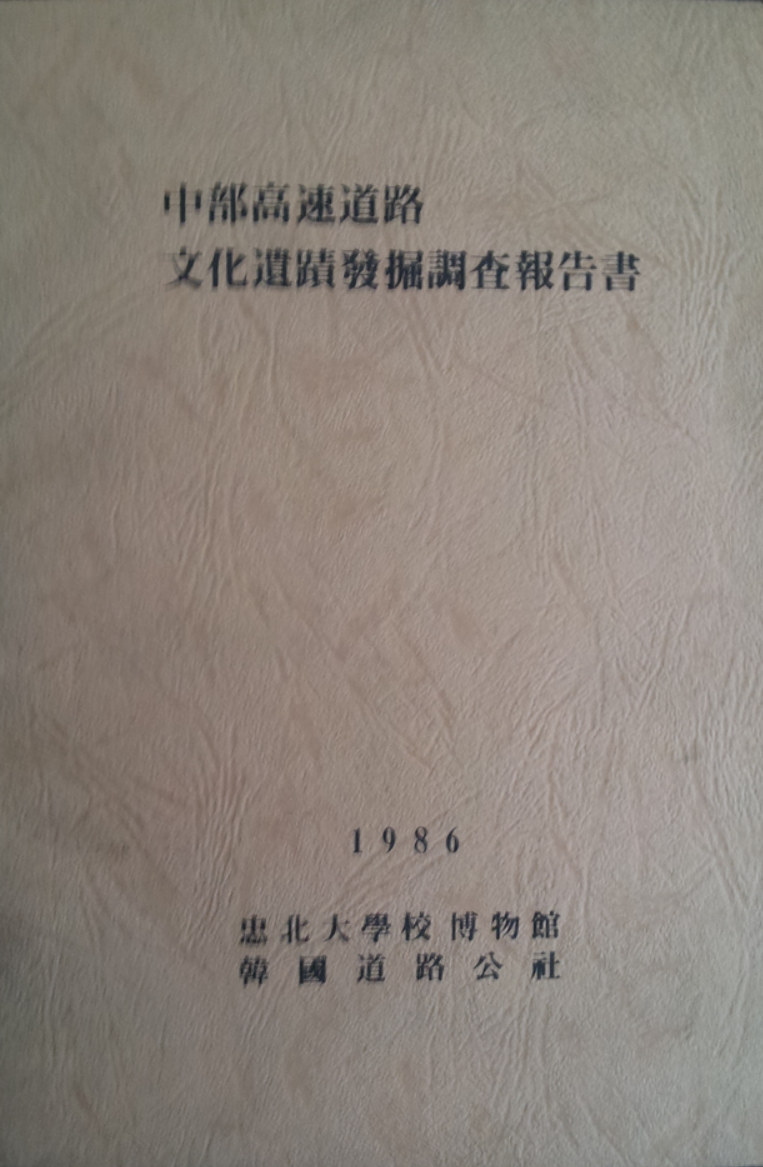 中部高速道路
文化遺蹟發掘調査報告書
1986
忠北大學校博物館
韓國道路公社